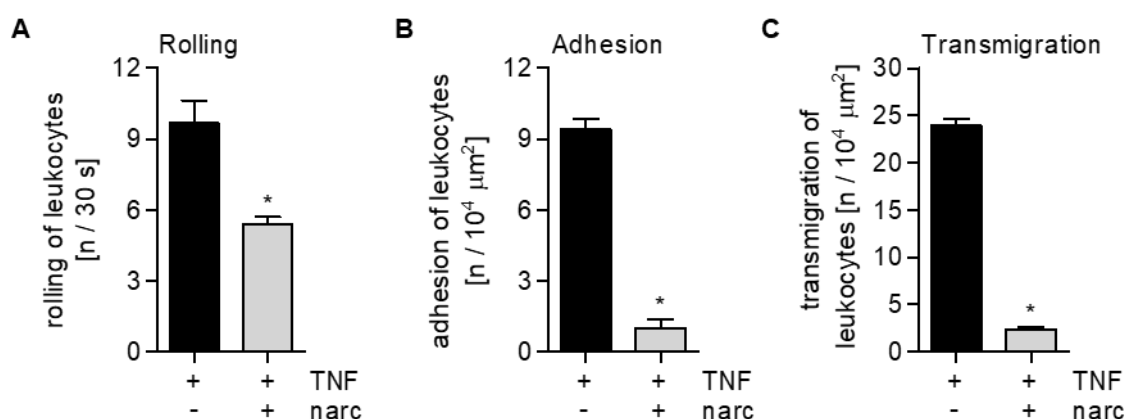 A
Rolling
rolling of leukocytes
[n / 30 s]
12
9
6
3
0
*
+ + TNF
- + narc
B
Adhesion
adhesion of leukocytes
[n / 10⁴ µm²]
12
9
6
3
0
*
+ + TNF
- + narc
C
Transmigration
transmigration of
leukocytes [n / 10⁴ µm²]
30
25
20
15
10
5
0
*
+ + TNF
- + narc